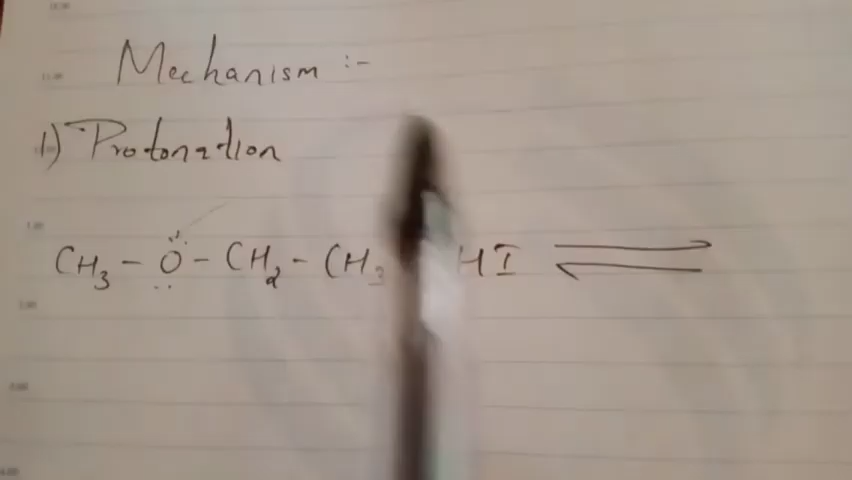 Mechanism :-
1) Protonation
CH3 - Ö - CH2 - CH3 HI ⇌